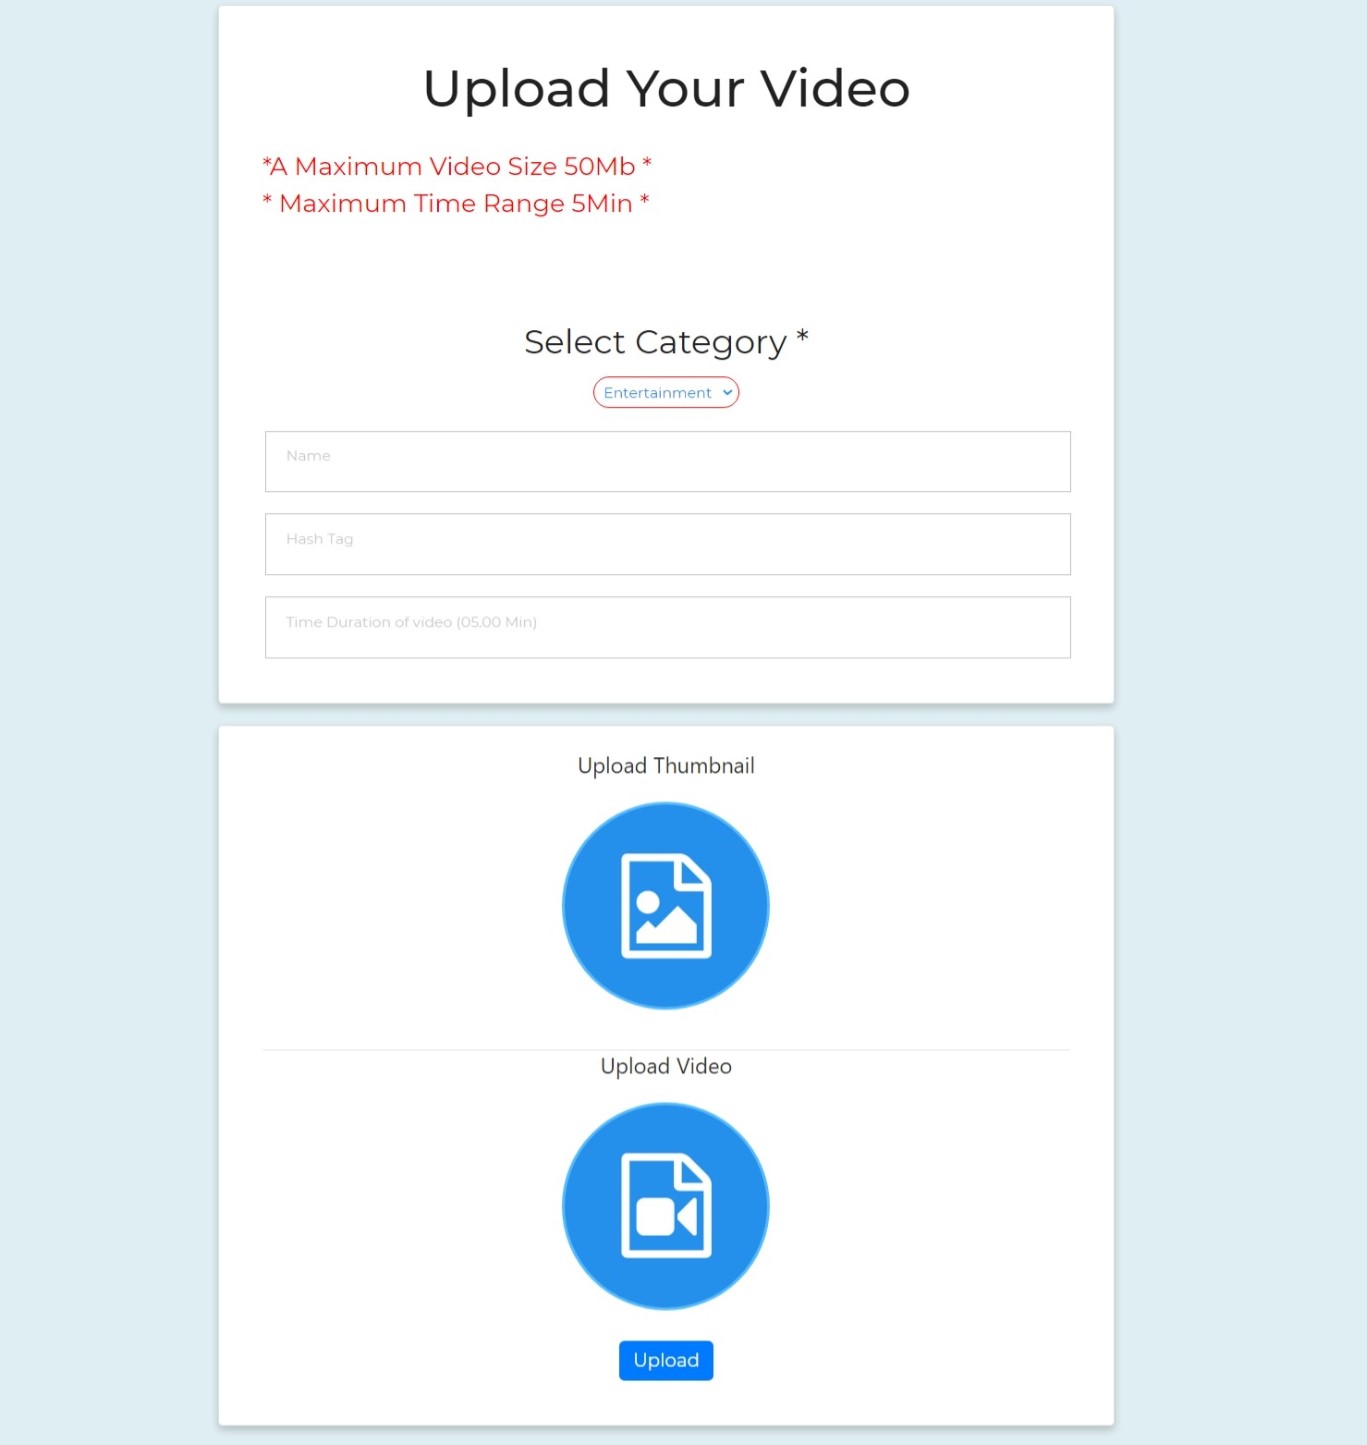 Upload Your Video
*A Maximum Video Size 50Mb *
* Maximum Time Range 5Min *
Select Category *
Entertainment
Name
Hash Tag
Time Duration of video (05.00 Min)
Upload Thumbnail
Upload Video
Upload